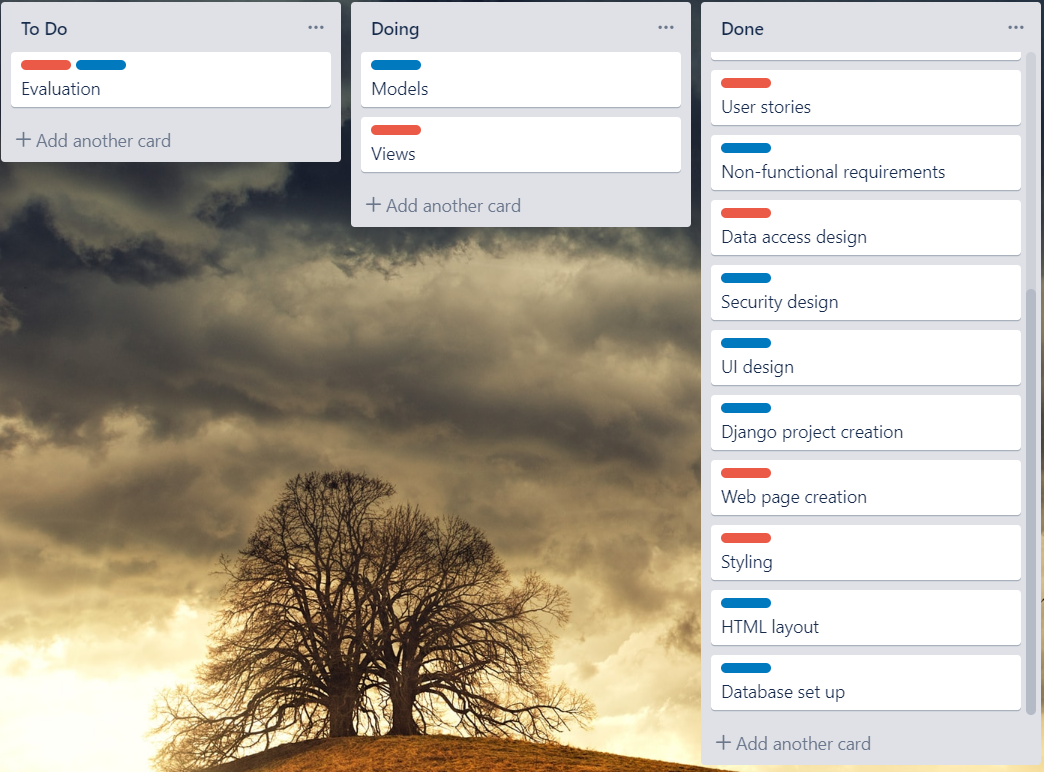 To Do
Evaluation
Add another card
Doing
Models
Views
Add another card
Done
User stories
Non-functional requirements
Data access design
Security design
UI design
Django project creation
Web page creation
Styling
HTML layout
Database set up
Add another card